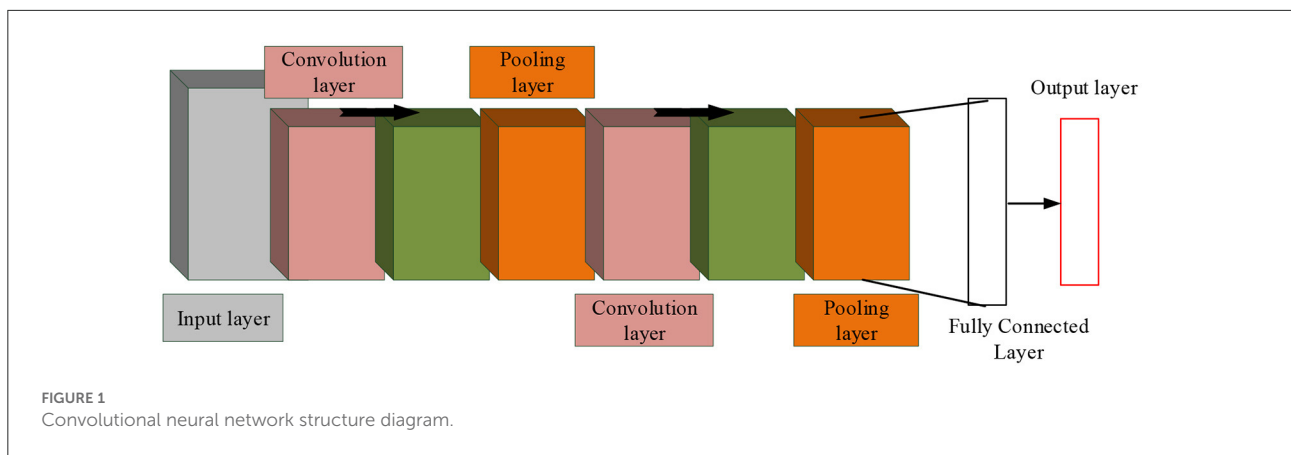 Convolution
layer
Pooling
layer
Output layer
Input layer
Convolution
layer
Pooling
layer
Fully Connected
Layer
FIGURE 1
Convolutional neural network structure diagram.